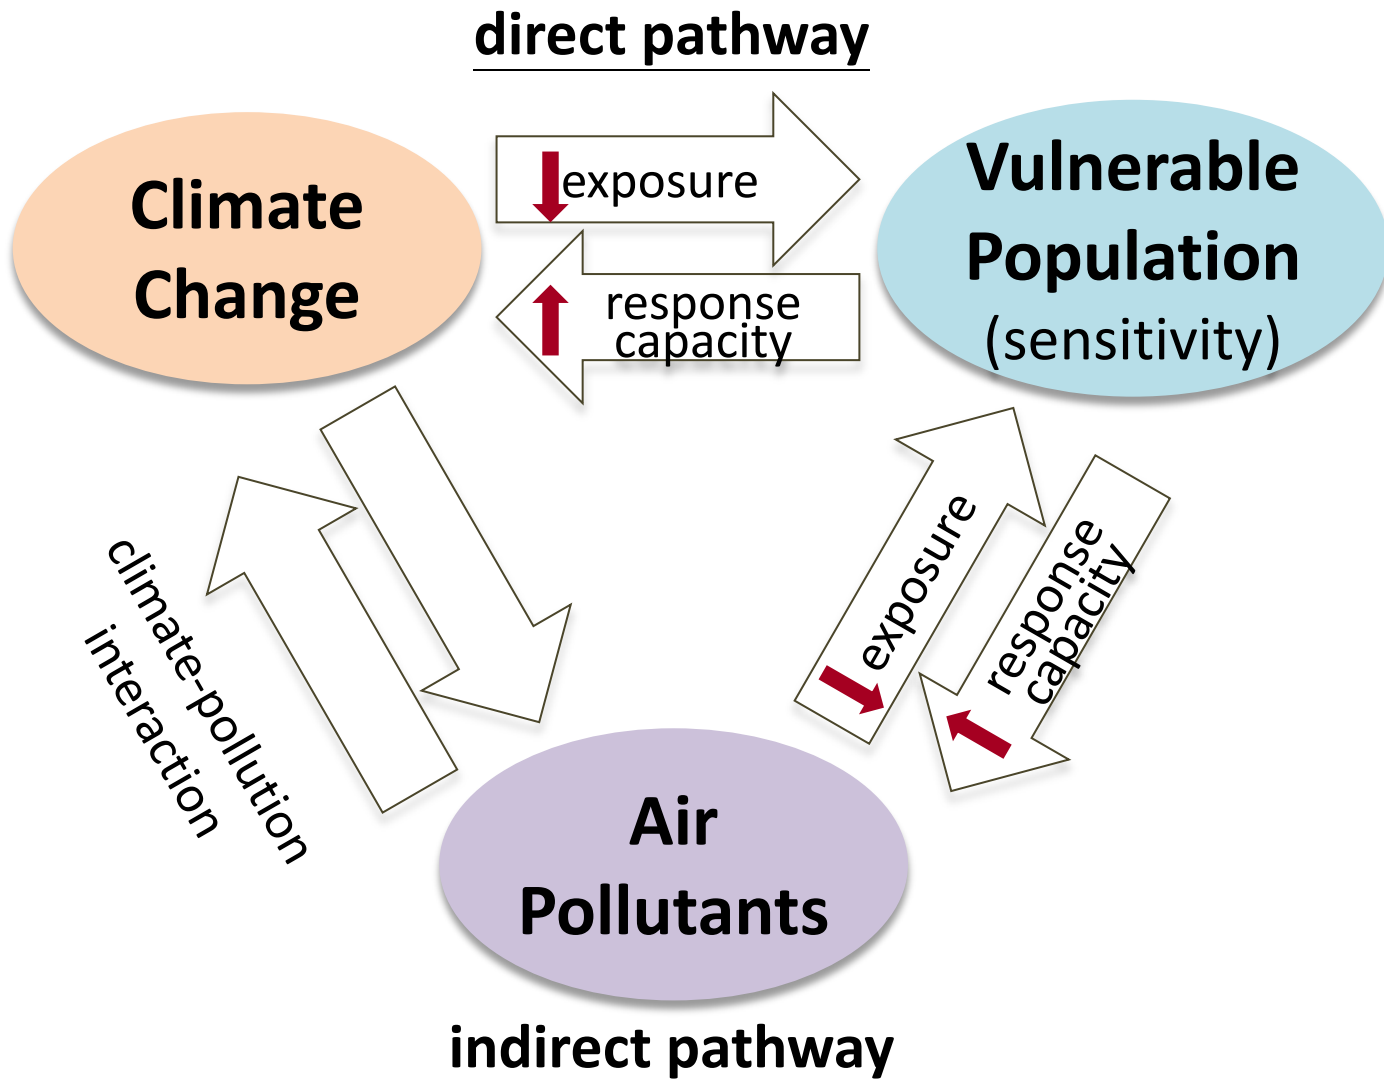 direct pathway
Climate
Change
exposure
response
capacity
Vulnerable
Population
(sensitivity)
climate-pollution
interaction
exposure
response
capacity
Air
Pollutants
indirect pathway